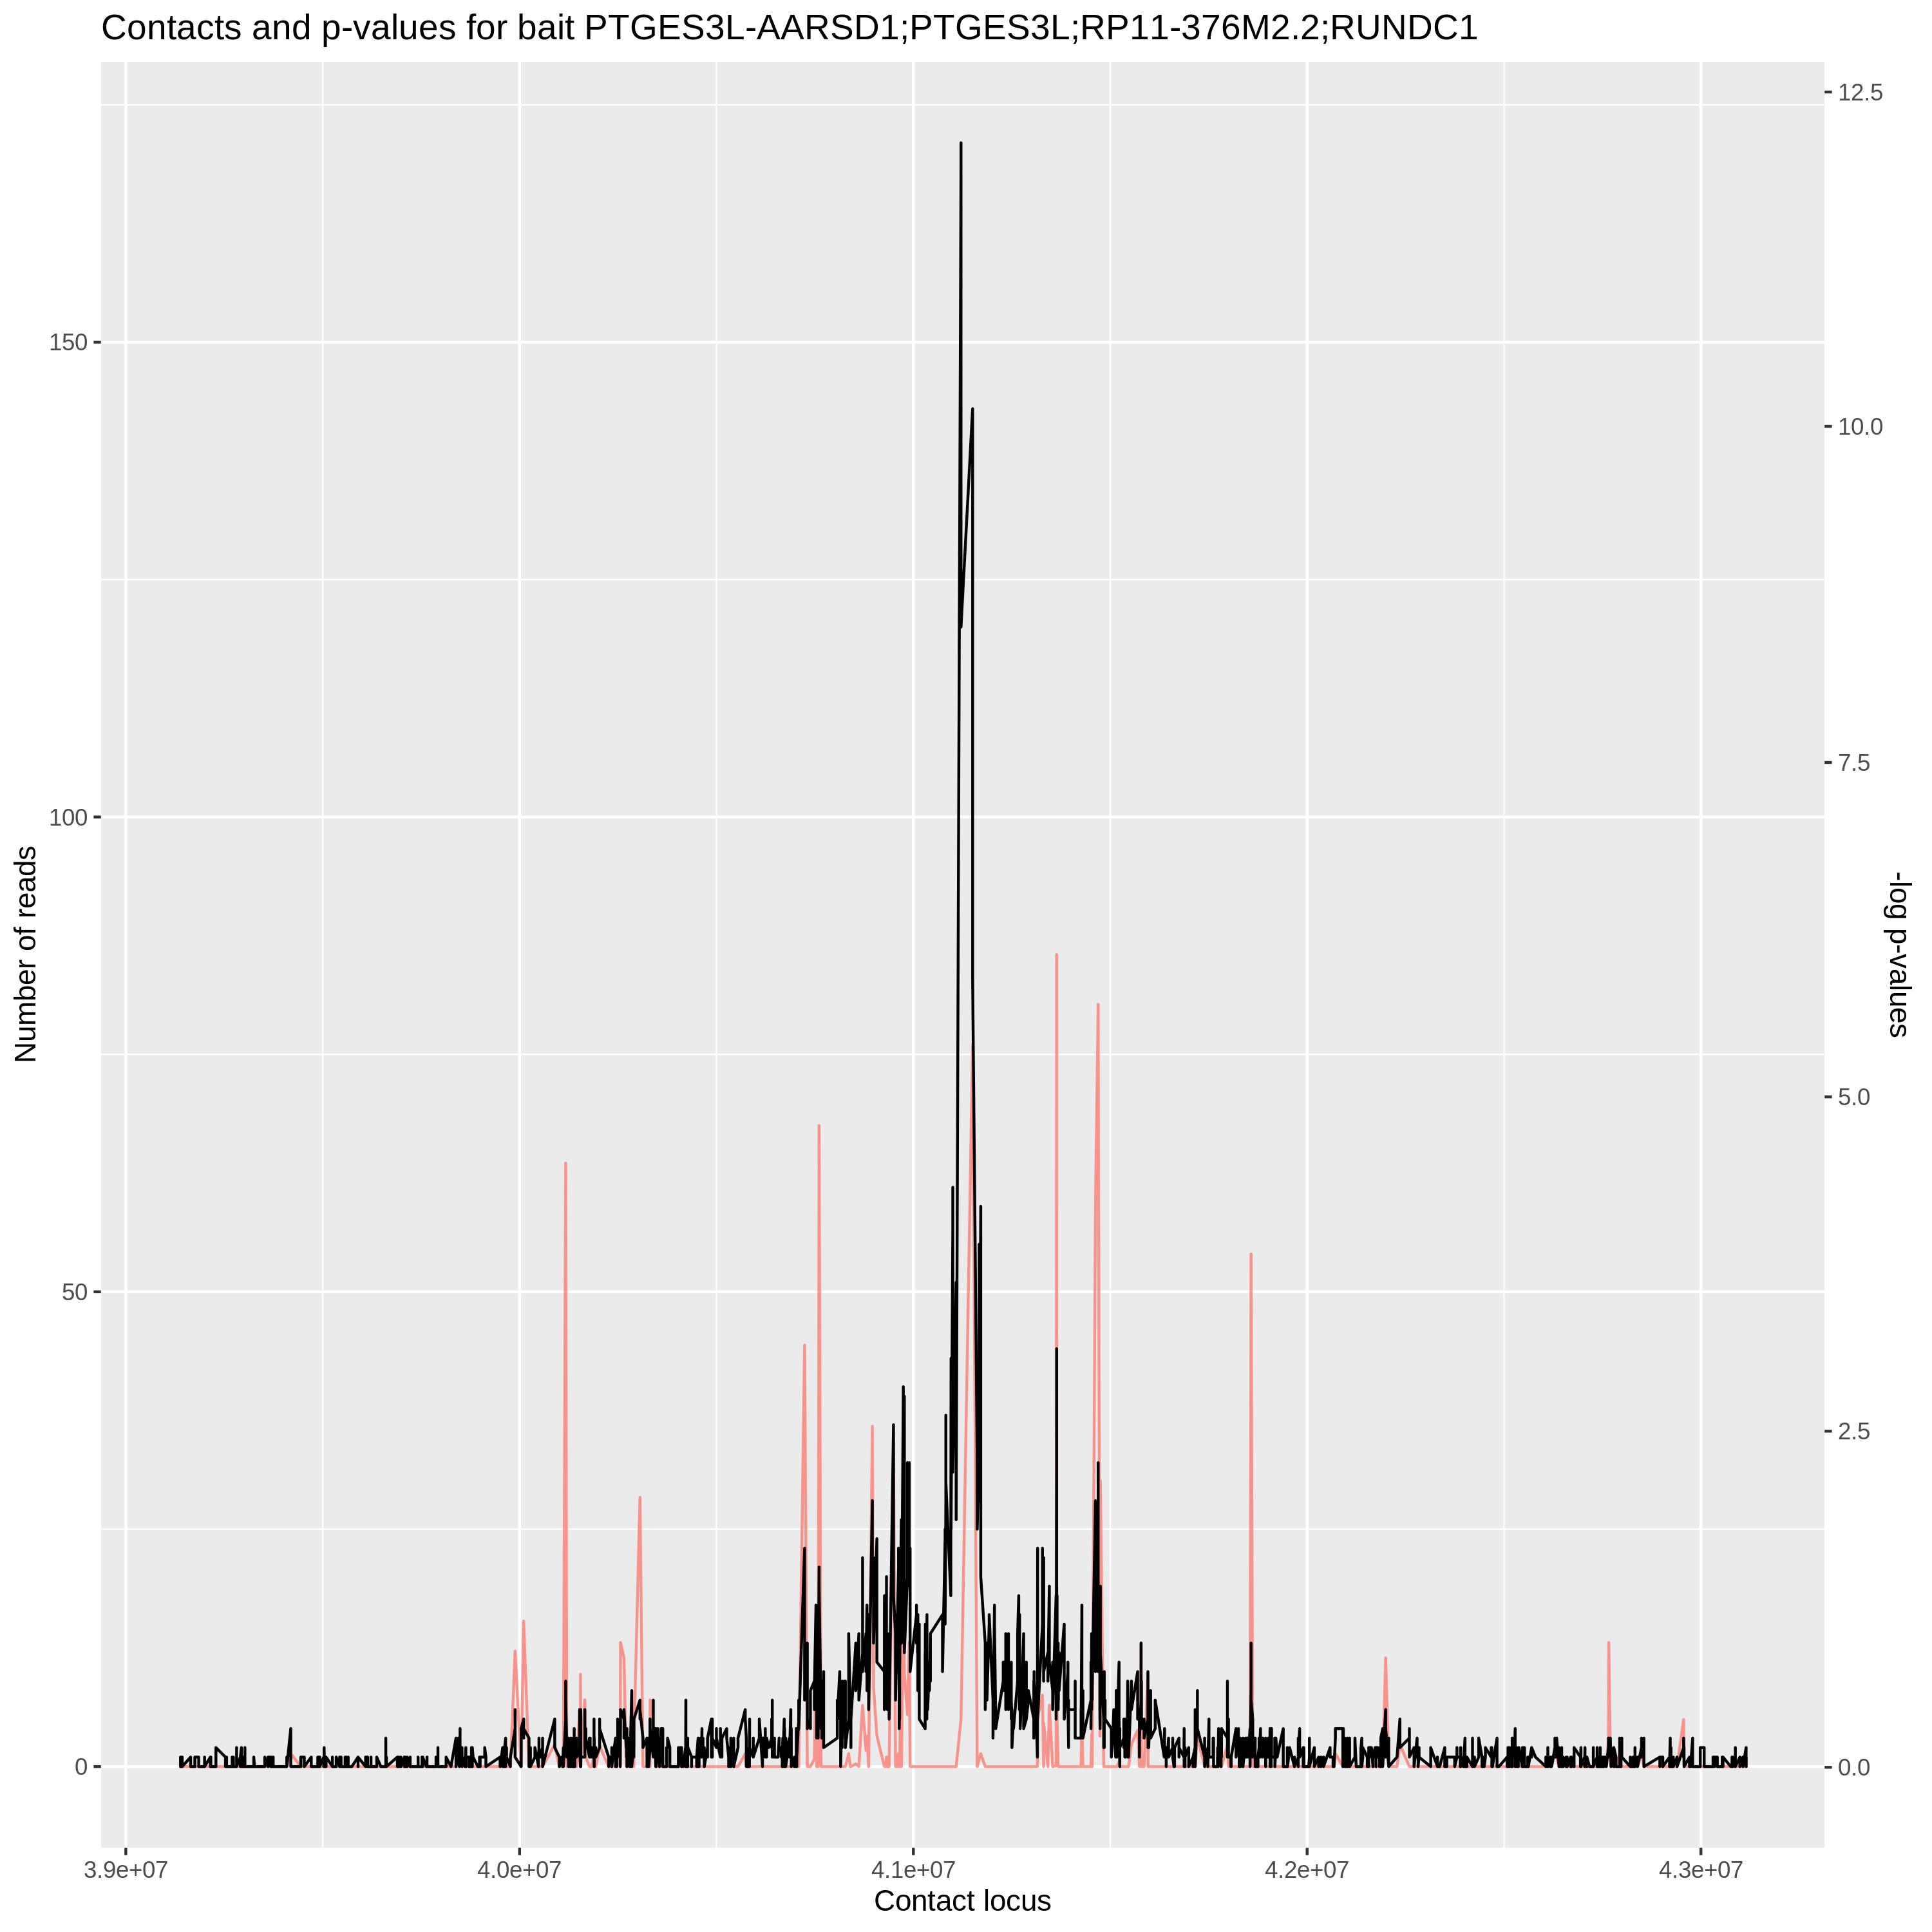 Contacts and p-values for bait PTGES3L-AARSD1;PTGES3L;RP11-376M2.2;RUNDC1
Number of reads
150
100
50
0
12.5
10.0
7.5
5.0
2.5
0.0
-log p-values
3.9e+07 4.0e+07 4.1e+07 4.2e+07 4.3e+07
Contact locus